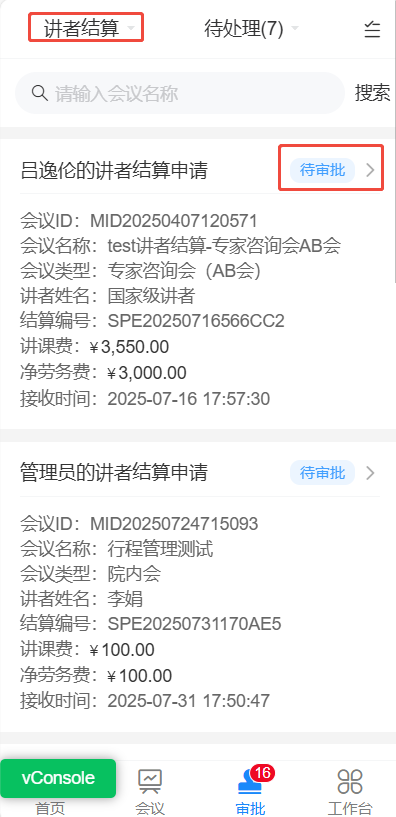 讲者结算
待处理(7)
请输入会议名称
搜索
吕逸伦的讲者结算申请
待审批
会议ID：MID20250407120571
会议名称：test讲者结算-专家咨询会AB会
会议类型：专家咨询会（AB会）
讲者姓名：国家级讲者
结算编号：SPE20250716566CC2
讲课费：￥3,550.00
净劳务费：￥3,000.00
接收时间：2025-07-16 17:57:30
管理员的讲者结算申请
待审批
会议ID：MID20250724715093
会议名称：行程管理测试
会议类型：院内会
讲者姓名：李娟
结算编号：SPE20250731170AE5
讲课费：￥100.00
净劳务费：￥100.00
接收时间：2025-07-31 17:50:47
vConsole
16
首页
会议
审批
工作台